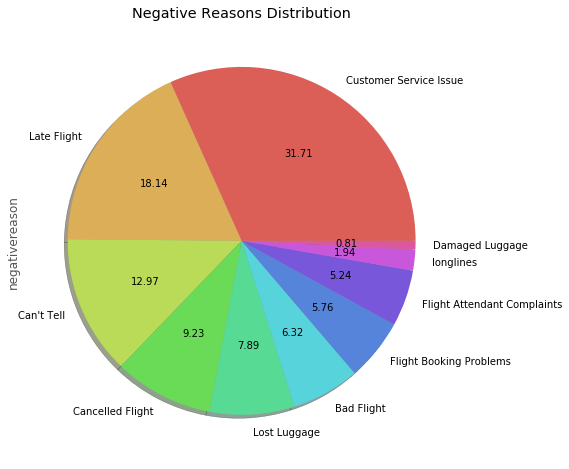 Negative Reasons Distribution
Customer Service Issue
31.71
Late Flight
18.14
Can't Tell
12.97
Cancelled Flight
9.23
Lost Luggage
7.89
Bad Flight
6.32
Flight Booking Problems
5.76
Flight Attendant Complaints
5.24
longlines
1.94
Damaged Luggage
0.81
negativereason